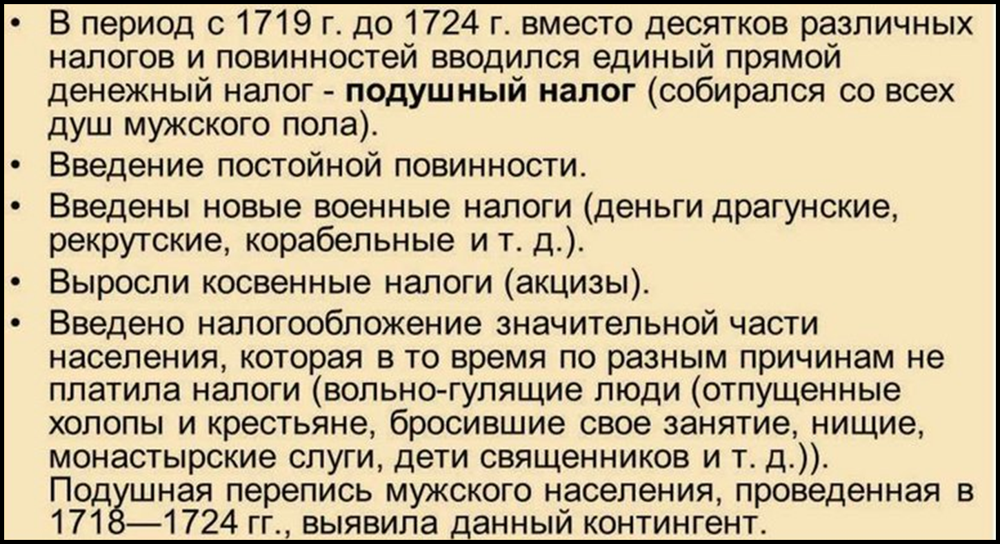 • В период с 1719 г. до 1724 г. вместо десятков различных
налогов и повинностей вводился единый прямой
денежный налог - подушный налог (собирался со всех
душ мужского пола).
• Введение постойной повинности.
• Введены новые военные налоги (деньги драгунские,
рекрутские, корабельные и т. д.).
• Выросли косвенные налоги (акцизы).
• Введено налогообложение значительной части
населения, которая в то время по разным причинам не
платила налоги (вольно-гулящие люди (отпущенные
холопы и крестьяне, бросившие свое занятие, нищие,
монастырские слуги, дети священников и т. д.)).
Подушная перепись мужского населения, проведенная в
1718—1724 гг., выявила данный контингент.